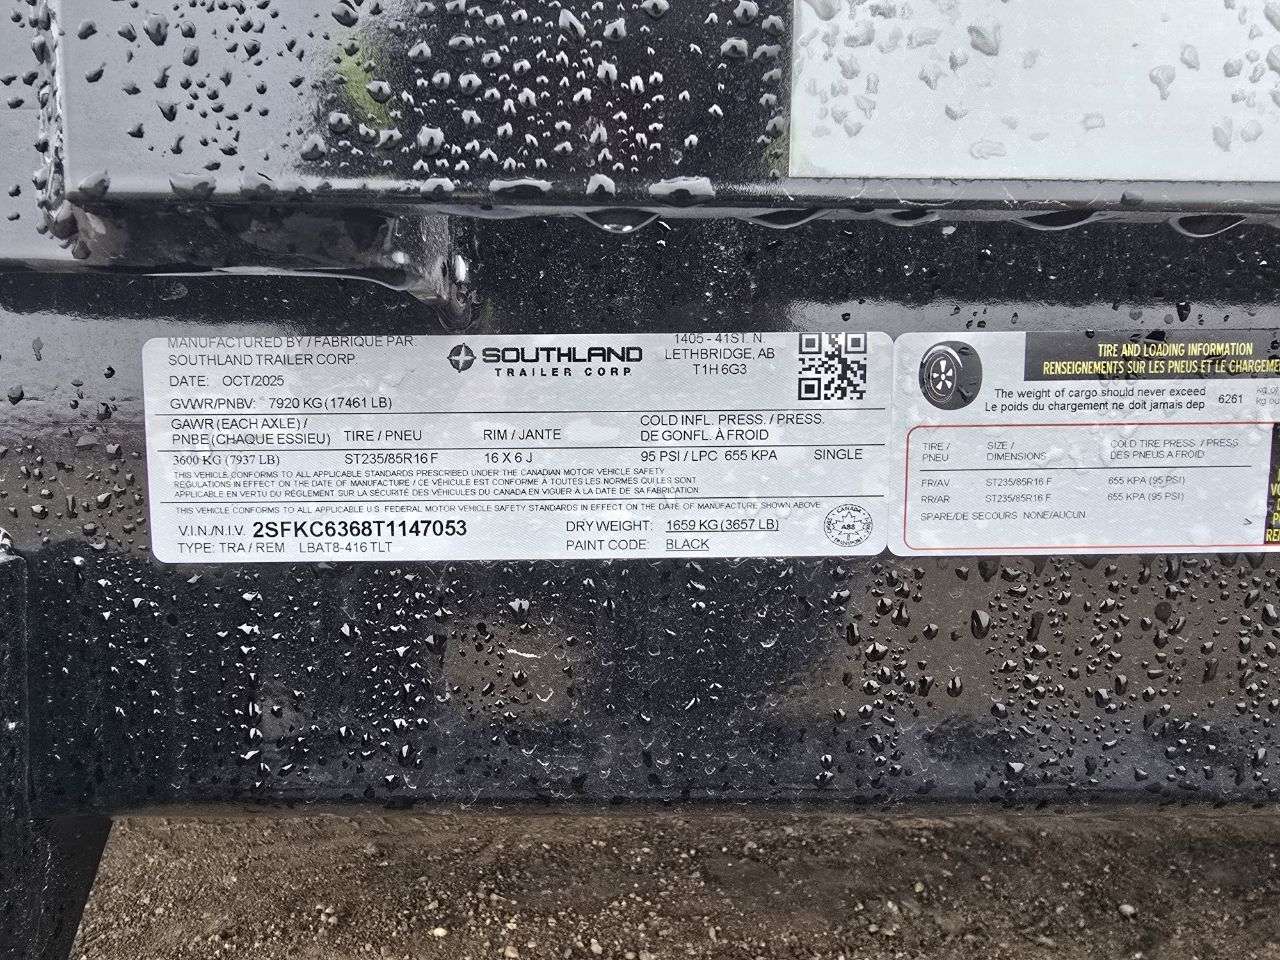 MANUFACTURED BY / FABRIQUE PAR:
SOUTHLAND TRAILER CORP
DATE: OCT/2025
GVWR/PNBV: 7920 KG (17461 LB)
SOUTHLAND
TRAILER CORP.
1405 - 41ST. N.
LETHBRIDGE, AB
T1H 6G3
GAWR (EACH AXLE) /
PNBE (CHAQUE ESSIEU) TIRE / PNEU RIM / JANTE COLD INFL. PRESS. / PRESS.
DE GONFL. À FROID
3600 KG (7937 LB) ST235/85R16 F 16 X 6 J 95 PSI / LPC 655 KPA SINGLE
THIS VEHICLE CONFORMS TO ALL APPLICABLE STANDARDS PRESCRIBED UNDER THE CANADIAN MOTOR VEHICLE SAFETY
REGULATIONS IN EFFECT ON THE DATE OF MANUFACTURE / CE VÉHICULE EST CONFORME À TOUTES LES NORMES QUI LES SONT
APPLICABLE EN VERTU DU RÈGLEMENT SUR LA SÉCURITÉ DES VÉHICULES DU CANADA EN VIGUER À LA DATE DE SA FABRICATION
THIS VEHICLE CONFORMS TO ALL APPLICABLE U.S. FEDERAL MOTOR VEHICLE SAFETY STANDARDS IN EFFECT ON THE DATE OF MANUFACTURE SHOWN ABOVE
V.I.N./N.I.V. 2SFKC6368T1147053
TYPE: TRA / REM LBAT8-416 TLT
DRY WEIGHT: 1659 KG (3657 LB)
PAINT CODE: BLACK
CANADA
TRANSPORT
TIRE AND LOADING INFORMATION
RENSEIGNEMENTS SUR LES PNEUS ET LE CHARGEME
The weight of cargo should never exceed
Le poids du chargement ne doit jamais dep
6261
kg or
kg ou
TIRE / PNEU SIZE / DIMENSIONS COLD TIRE PRESS. / PRESS DES PNEUS A FROID
FR/AV ST235/85R16 F 655 KPA (95 PSI)
RR/AR ST235/85R16 F 655 KPA (95 PSI)
SPARE/DE SECOURS NONE/AUCUN